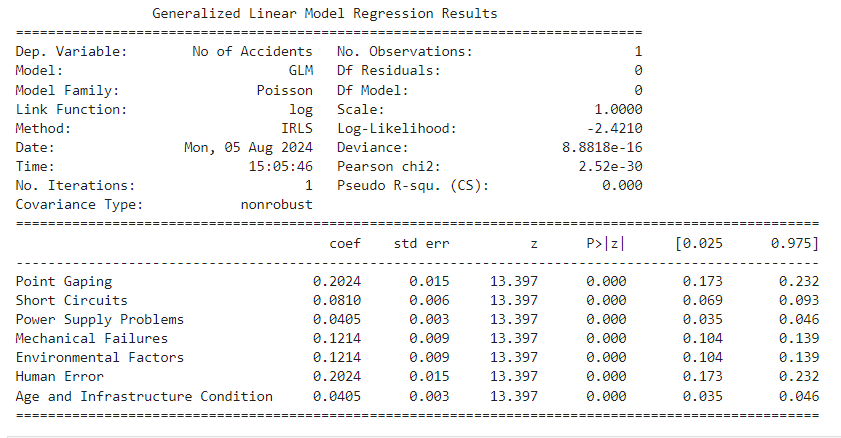 Generalized Linear Model Regression Results
==============================================================================
Dep. Variable: No of Accidents No. Observations: 1
Model: GLM Df Residuals: 0
Model Family: Poisson Df Model: 0
Link Function: log Scale: 1.0000
Method: IRLS Log-Likelihood: -2.4210
Date: Mon, 05 Aug 2024 Deviance: 8.8818e-16
Time: 15:05:46 Pearson chi2: 2.52e-30
No. Iterations: 1 Pseudo R-squ. (CS): 0.000
Covariance Type: nonrobust
====================================================================================================
coef std err z P>|z| [0.025 0.975]
----------------------------------------------------------------------------------------------------
Point Gaping 0.2024 0.015 13.397 0.000 0.173 0.232
Short Circuits 0.0810 0.006 13.397 0.000 0.069 0.093
Power Supply Problems 0.0405 0.003 13.397 0.000 0.035 0.046
Mechanical Failures 0.1214 0.009 13.397 0.000 0.104 0.139
Environmental Factors 0.1214 0.009 13.397 0.000 0.104 0.139
Human Error 0.2024 0.015 13.397 0.000 0.173 0.232
Age and Infrastructure Condition 0.0405 0.003 13.397 0.000 0.035 0.046
====================================================================================================